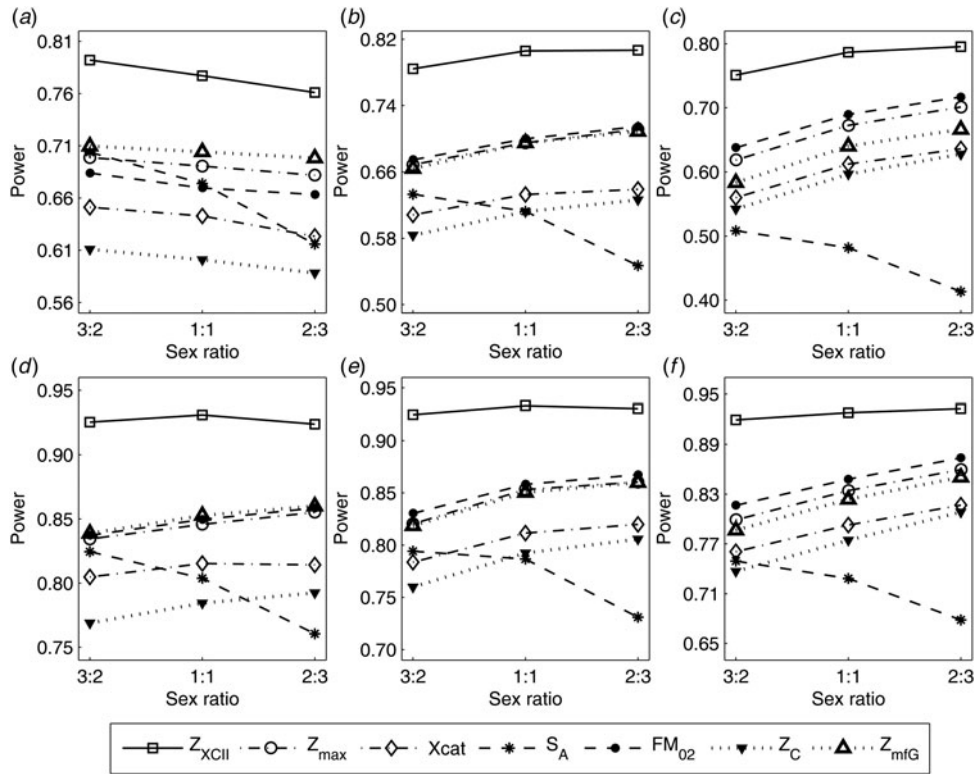 (a) (b) (c)
0.81 0.82 0.80
0.76 0.74 0.70
0.71 0.66 0.60
0.66 0.58 0.50
0.61 0.50 0.40
0.56
Power Power Power
3:2 1:1 2:3 3:2 1:1 2:3 3:2 1:1 2:3
Sex ratio Sex ratio Sex ratio
(d) (e) (f)
0.95 0.95 0.95
0.90 0.90 0.89
0.85 0.85 0.83
0.80 0.80 0.77
0.75 0.75 0.71
0.70 0.65
Power Power Power
3:2 1:1 2:3 3:2 1:1 2:3 3:2 1:1 2:3
Sex ratio Sex ratio Sex ratio
Z_XCII Z_max Xcat S_A FM_02 Z_C Z_mfG